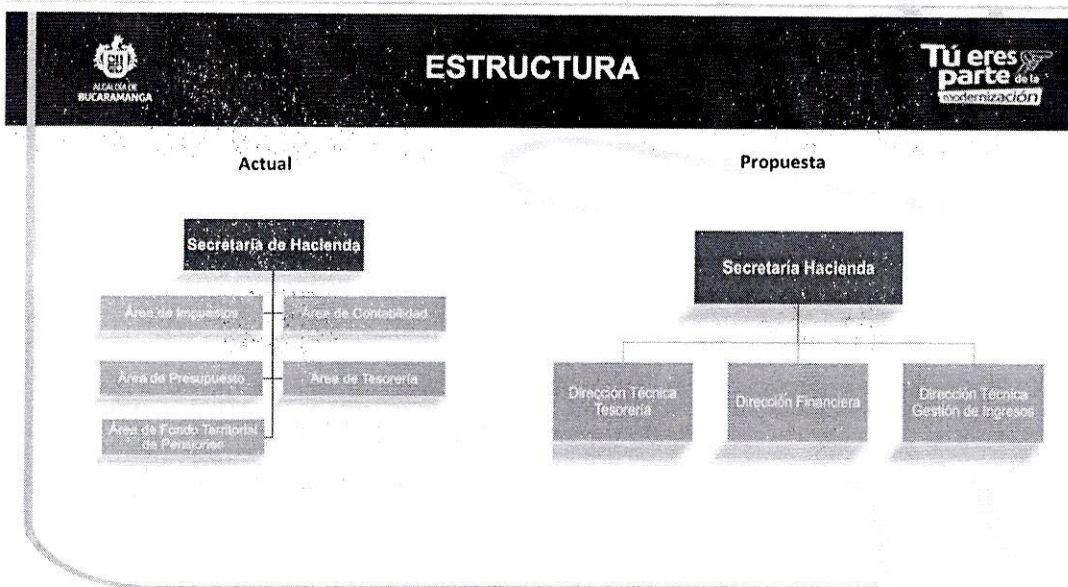 ALCALDÍA DE
BUCARAMANGA
ESTRUCTURA
Tú eres
parte de la
modernización
Actual
Propuesta
Secretaría de Hacienda
Área de Impuestos
Área de Contabilidad
Área de Presupuesto
Área de Tesorería
Área de Fondo Territorial
de Pensiones
Secretaría Hacienda
Dirección Técnica
Tesorería
Dirección Financiera
Dirección Técnica
Gestión de Ingresos